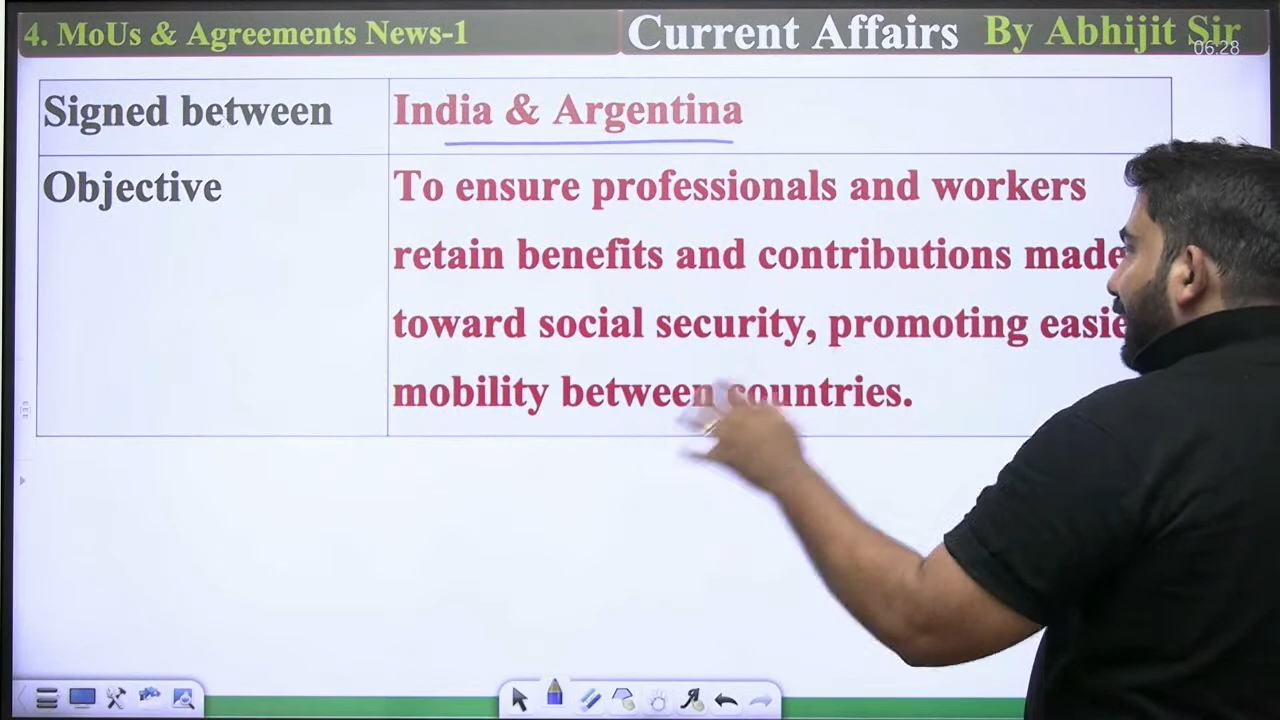 4. MoUs & Agreements News-1
Current Affairs By Abhijit Sir
06:28
Signed between
India & Argentina
Objective
To ensure professionals and workers
retain benefits and contributions made
toward social security, promoting
mobility between countries.